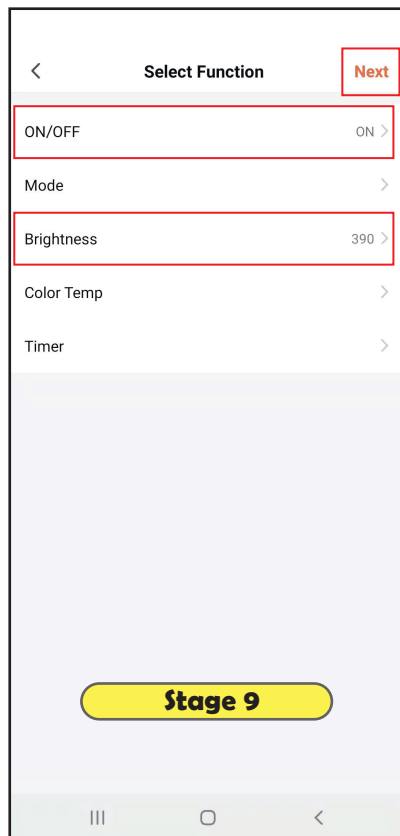 Select Function
Next
ON/OFF ON
Mode
Brightness 390
Color Temp
Timer
Stage 9